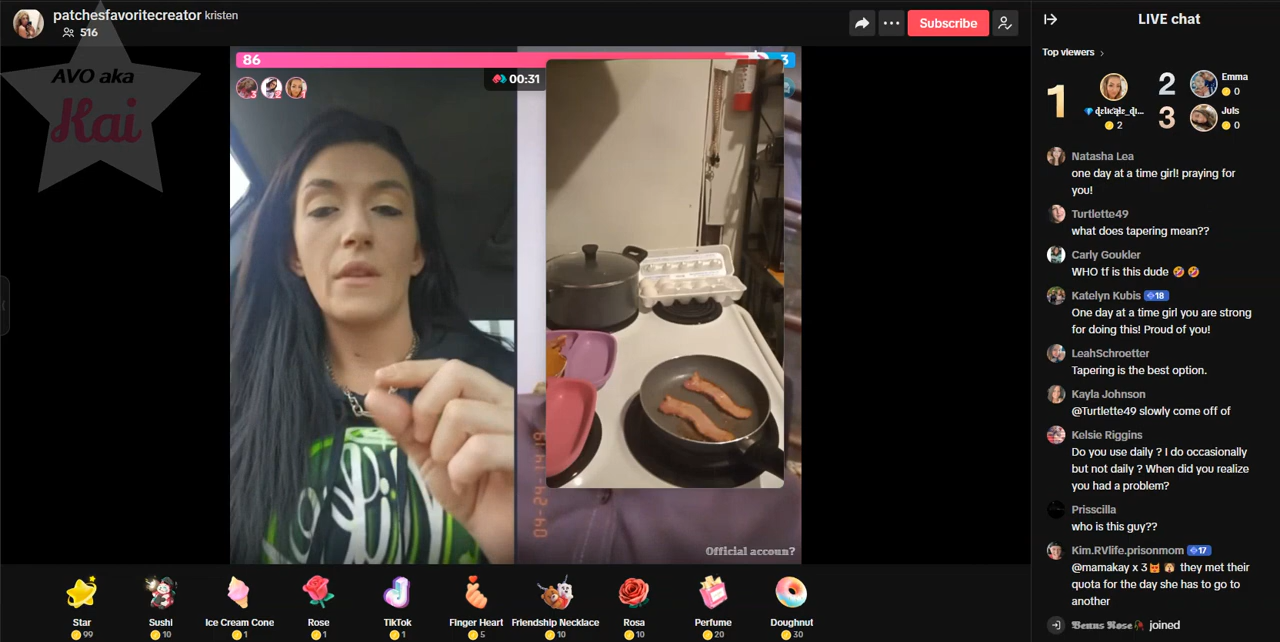 patchesfavoritecreator kristen
516
Subscribe
LIVE chat
AVO aka
Kai
86
3
00:31
Top viewers
1
2
2
Emma
0
3
Juls
0
Natasha Lea
one day at a time girl! praying for
you!
Turtlette49
what does tapering mean??
Carly Goukler
WHO tf is this dude 🤣🤣
Katelyn Kubis 18
One day at a time girl you are strong
for doing this! Proud of you!
LeahSchroetter
Tapering is the best option.
Kayla Johnson
@Turtlette49 slowly come off of
Kelsie Riggins
Do you use daily ? I do occasionally
but not daily ? When did you realize
you had a problem?
Prisscilla
who is this guy??
Kim.RVlife.prisonmom 17
@mamakay x 3 they met their
quota for the day she has to go to
another
𝕭𝖊𝖓𝖓𝖘 𝕽𝖔𝖘𝖊🥀 joined
04-24-1419
Official accoun?
Star
99
Sushi
10
Ice Cream Cone
1
Rose
1
TikTok
1
Finger Heart
5
Friendship Necklace
10
Rosa
10
Perfume
20
Doughnut
30